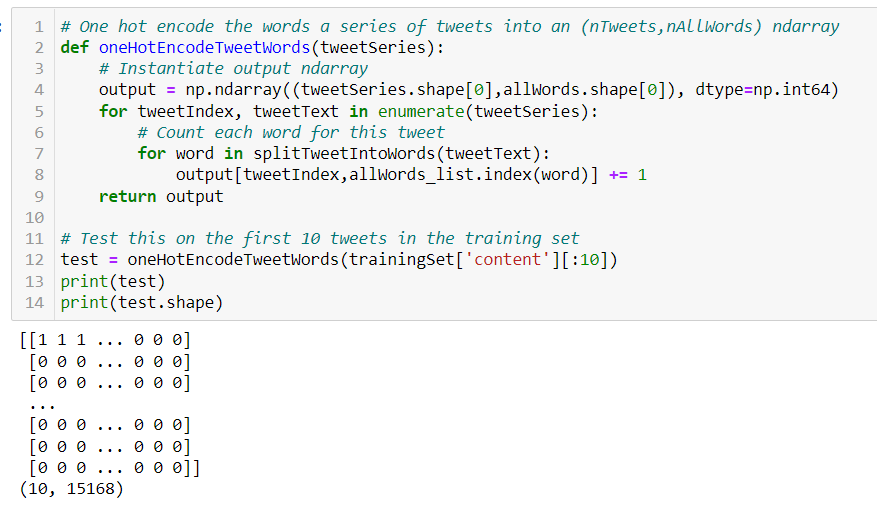 1 # One hot encode the words a series of tweets into an (nTweets,nAllWords) ndarray
2 def oneHotEncodeTweetWords(tweetSeries):
3     # Instantiate output ndarray
4     output = np.ndarray((tweetSeries.shape[0],allWords.shape[0]), dtype=np.int64)
5     for tweetIndex, tweetText in enumerate(tweetSeries):
6         # Count each word for this tweet
7         for word in splitTweetIntoWords(tweetText):
8             output[tweetIndex,allWords_list.index(word)] += 1
9     return output
10
11 # Test this on the first 10 tweets in the training set
12 test = oneHotEncodeTweetWords(trainingSet['content'][:10])
13 print(test)
14 print(test.shape)
[[1 1 1 ... 0 0 0]
 [0 0 0 ... 0 0 0]
 [0 0 0 ... 0 0 0]
 ...
 [0 0 0 ... 0 0 0]
 [0 0 0 ... 0 0 0]
 [0 0 0 ... 0 0 0]]
(10, 15168)